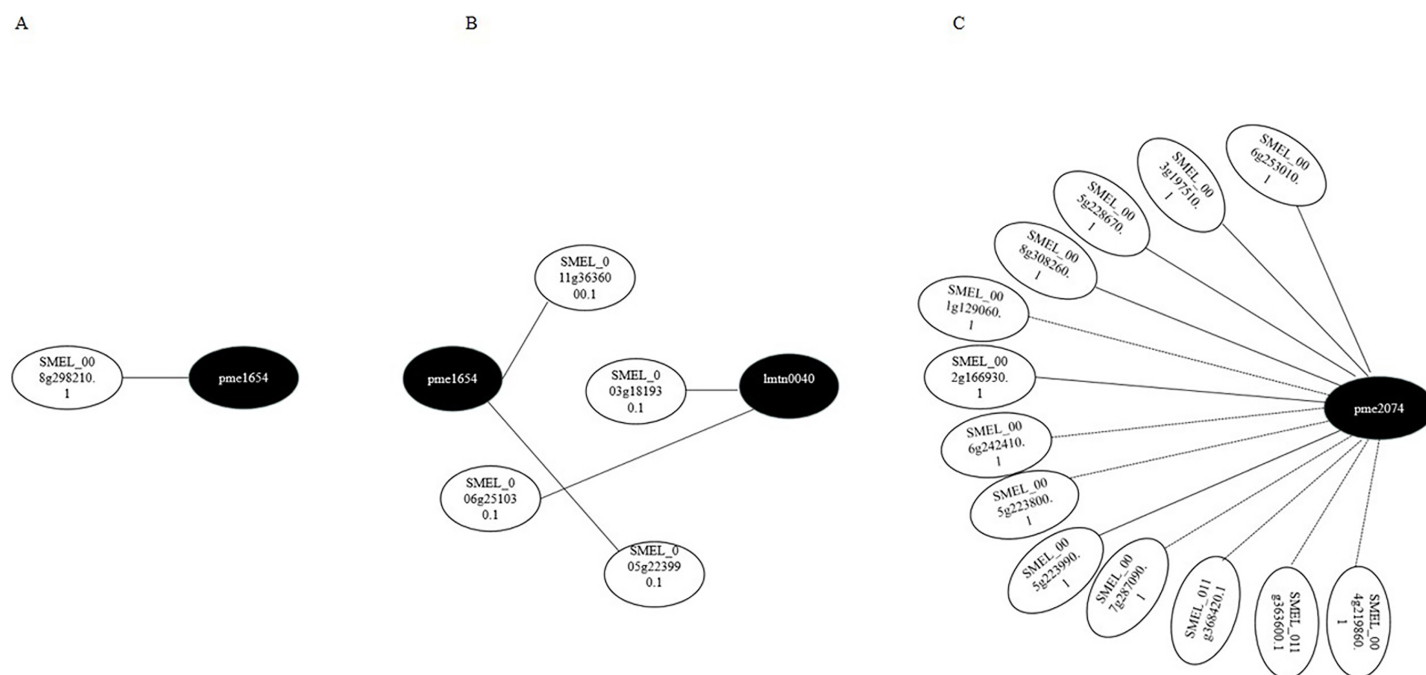 A
B
C
SMEL_00
8g298210.
1
pme1654
SMEL_0
11g36360
00.1
pme1654
SMEL_0
03g18193
0.1
lmtn0040
SMEL_0
06g25103
0.1
SMEL_0
05g22399
0.1
SMEL_00
6g253010.
1
SMEL_00
3g197510.
1
SMEL_00
5g228670.
1
SMEL_00
8g308260.
1
SMEL_00
1g129060.
1
SMEL_00
2g166930.
1
SMEL_00
6g242410.
1
SMEL_00
5g223800.
1
SMEL_00
5g223990.
1
SMEL_00
7g287090.
1
SMEL_011
g368420.1
SMEL_011
g363600.1
SMEL_00
4g219860.
1
pme2074